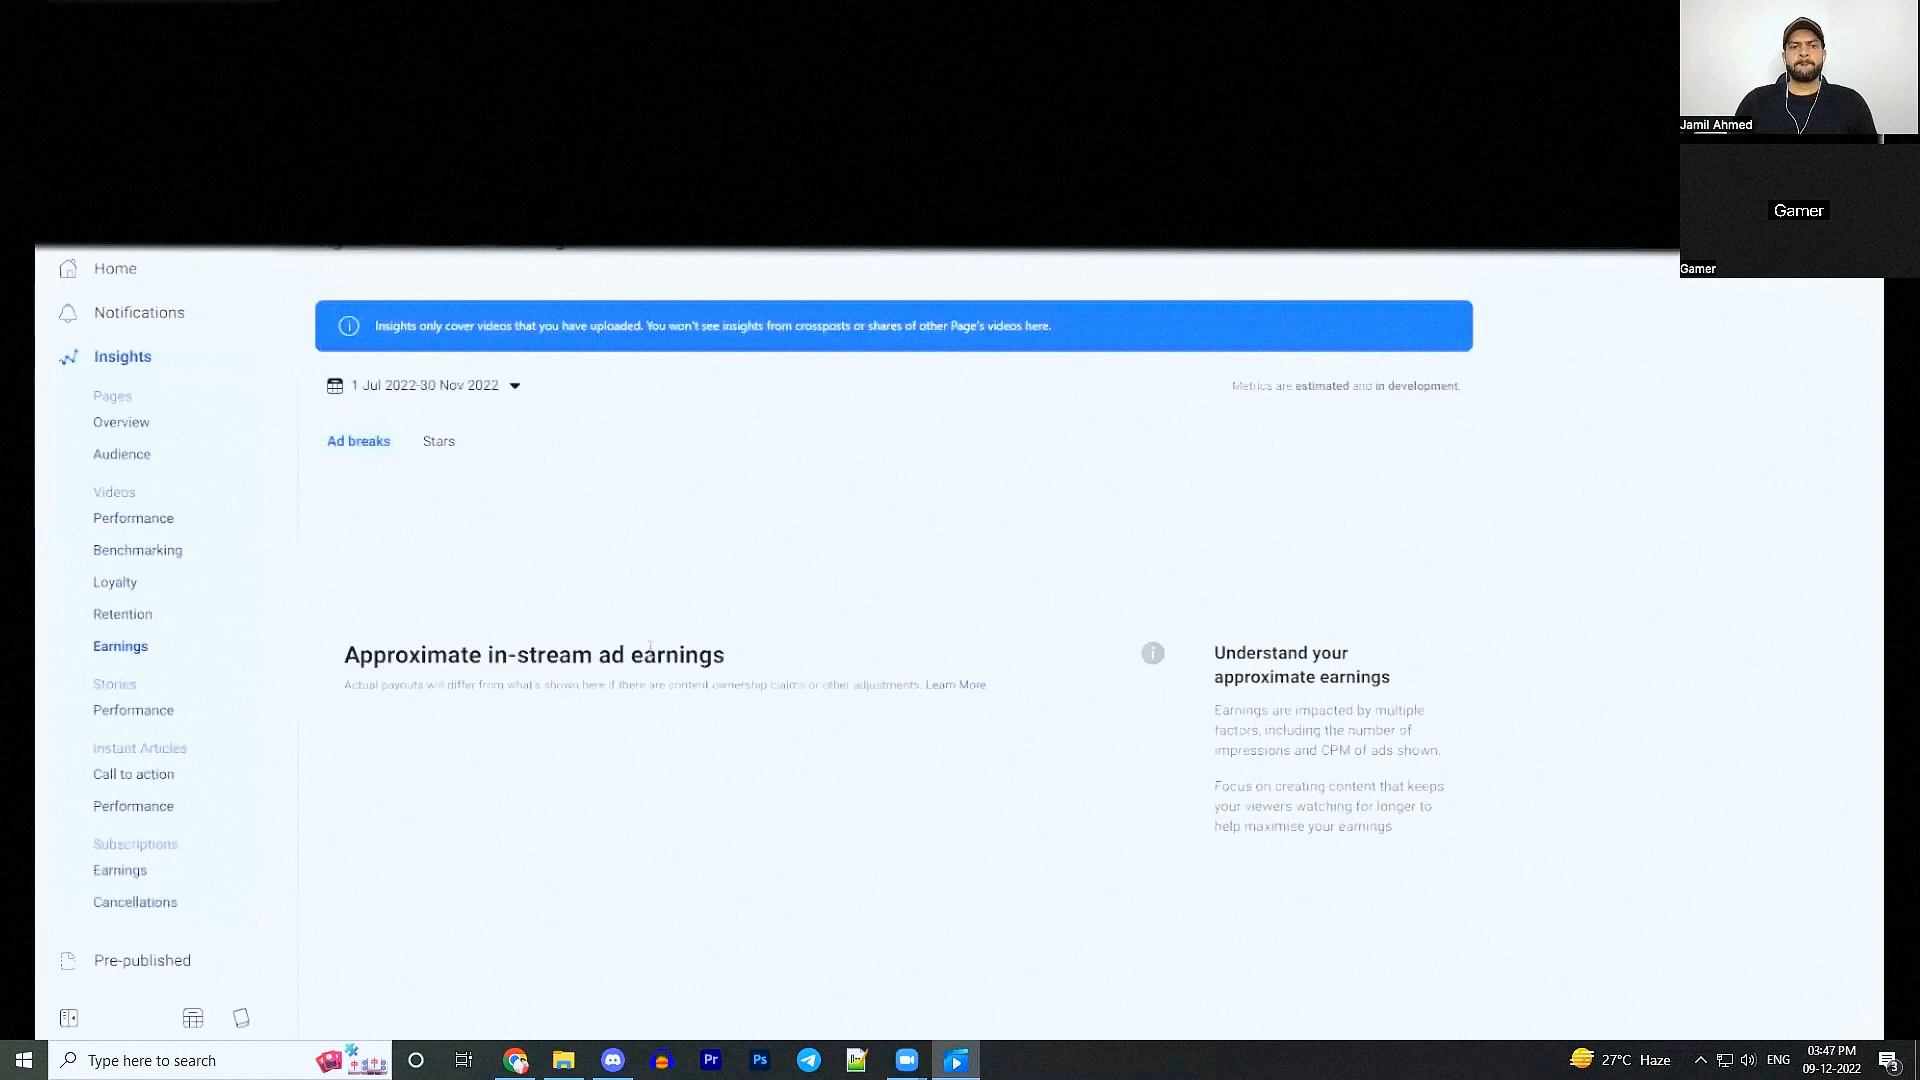 Jamil Ahmed
Gamer
Gamer
Home
Notifications
Insights
Pages
Overview
Audience
Videos
Performance
Benchmarking
Loyalty
Retention
Earnings
Stories
Performance
Instant Articles
Call to action
Performance
Subscriptions
Earnings
Cancellations
Pre-published
Insights only cover videos that you have uploaded. You won't see insights from crossposts or shares of other Page's videos here.
1 Jul 2022-30 Nov 2022
Metrics are estimated and in development.
Ad breaks Stars
Approximate in-stream ad earnings
Actual payouts will differ from what's shown here if there are content ownership claims or other adjustments. Learn More
Understand your
approximate earnings
Earnings are impacted by multiple
factors, including the number of
impressions and CPM of ads shown.
Focus on creating content that keeps
your viewers watching for longer to
help maximise your earnings
Type here to search
Pr
Ps
27°C Haze
ENG
03:47 PM
09-12-2022
3